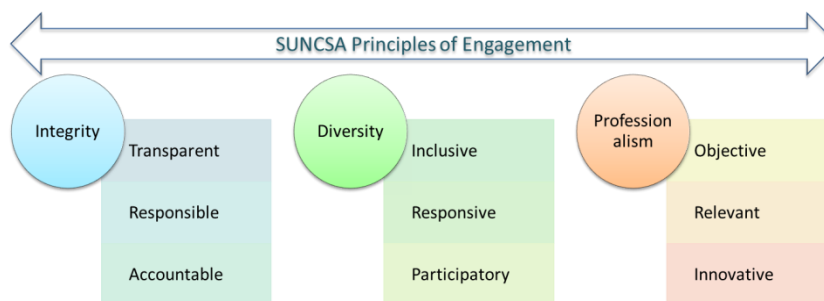 SUNCSA Principles of Engagement
Integrity
Transparent
Responsible
Accountable
Diversity
Inclusive
Responsive
Participatory
Profession
alism
Objective
Relevant
Innovative